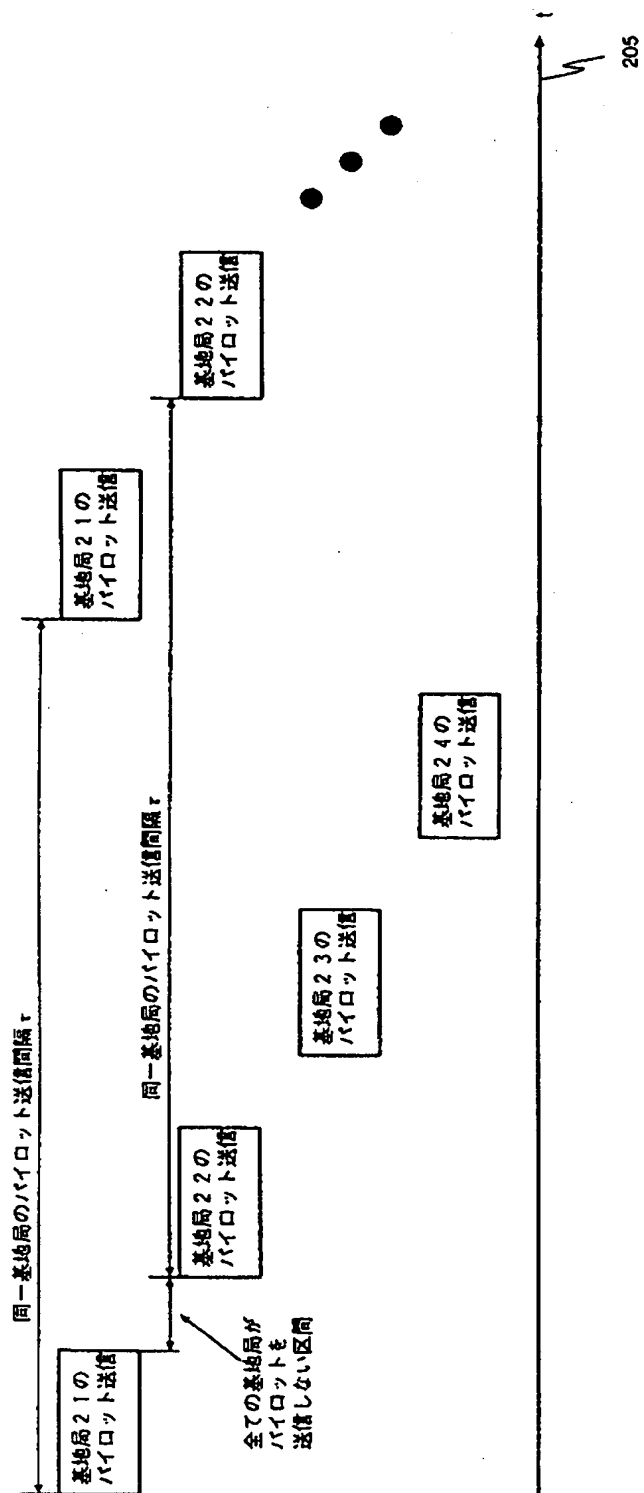 同一基地局のパイロット送信間隔τ
基地局21の
パイロット送信
基地局21の
パイロット送信
同一基地局のパイロット送信間隔τ
基地局22の
パイロット送信
基地局22の
パイロット送信
全ての基地局が
パイロットを
送信しない区間
基地局23の
パイロット送信
基地局24の
パイロット送信
t
205